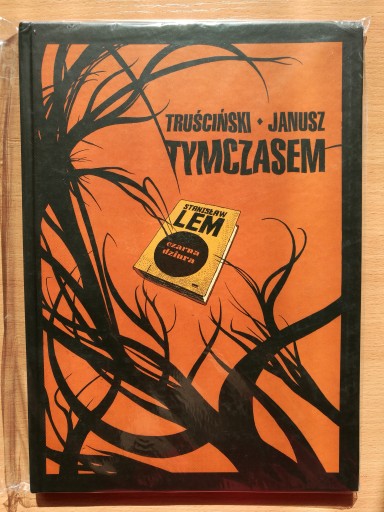 TRUŚCIŃSKI • JANUSZ
TYMCZASEM
STANISŁAW
LEM
czarna
dziura